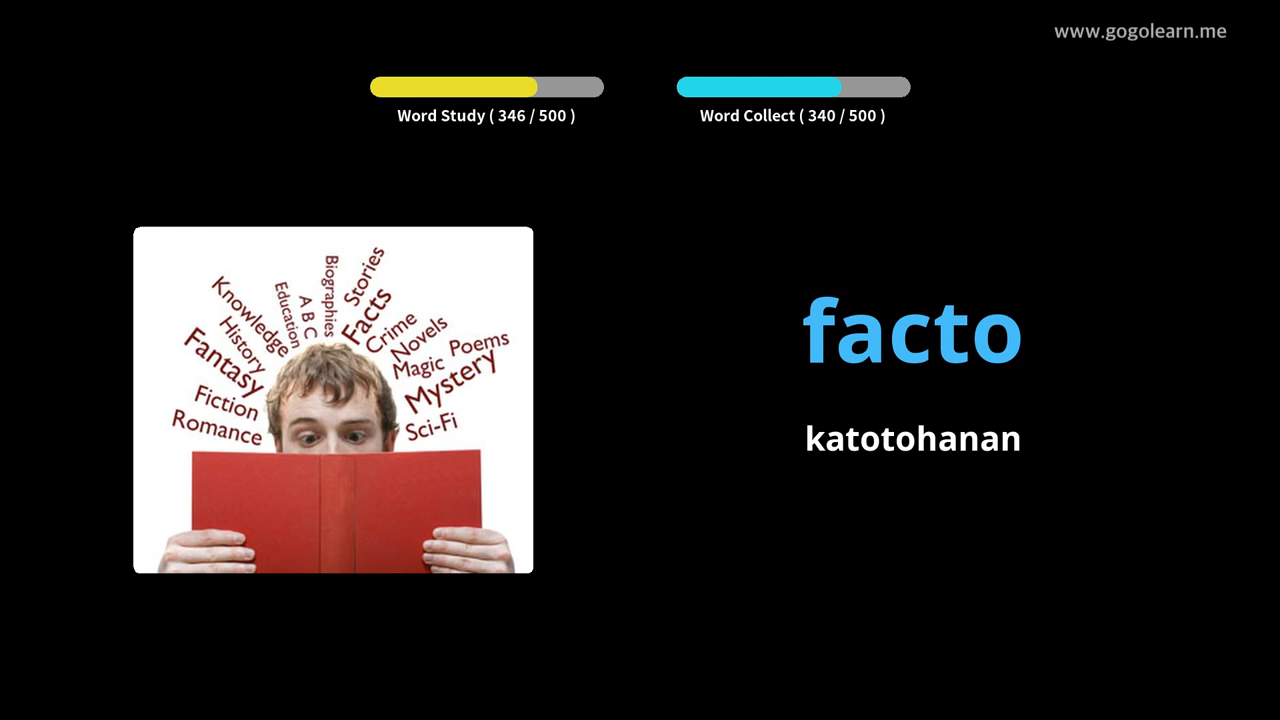 www.gogolearn.me
Word Study ( 346 / 500 )
Word Collect ( 340 / 500 )
Biographies
Stories
Education
A B C
Facts
Knowledge
Crime
History
Novels
Poems
Fantasy
Magic
Mystery
Fiction
Romance
Sci-Fi
facto
katotohanan